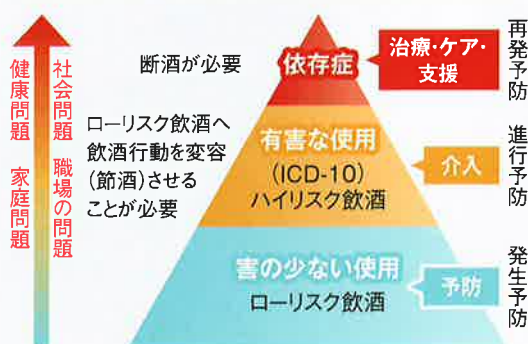 健康問題 家庭問題
社会問題 職場の問題
断酒が必要
依存症
治療・ケア・
支援
再発予防
ローリスク飲酒へ
飲酒行動を変容
(節酒)させる
ことが必要
有害な使用
(ICD-10)
ハイリスク飲酒
介入
進行予防
害の少ない使用
ローリスク飲酒
予防
発生予防